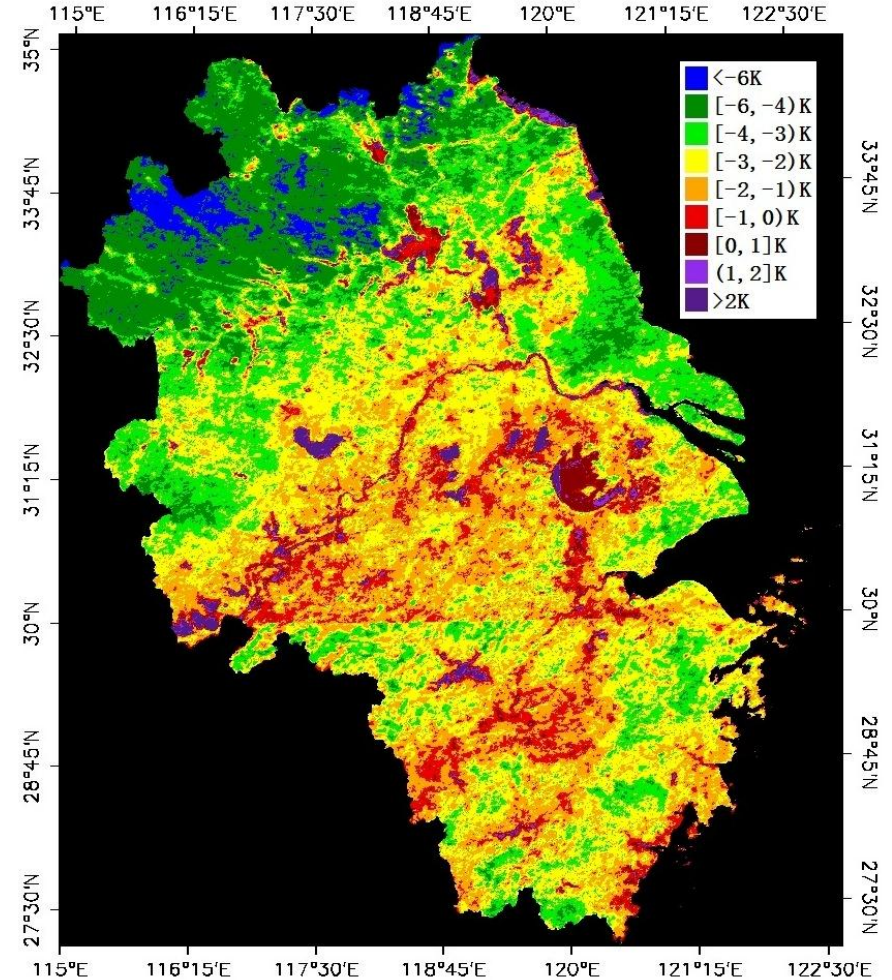 115°E 116°15'E 117°30'E 118°45'E 120°E 121°15'E 122°30'E
35°N
<-6K
[-6,-4)K
[-4,-3)K
[-3,-2)K
[-2,-1)K
[-1,0)K
[0,1]K
(1,2]K
>2K
33°45'N 33°45'N
32°30'N 32°30'N
31°15'N 31°15'N
30°N 30°N
28°45'N 28°45'N
27°30'N 27°30'N
115°E 116°15'E 117°30'E 118°45'E 120°E 121°15'E 122°30'E